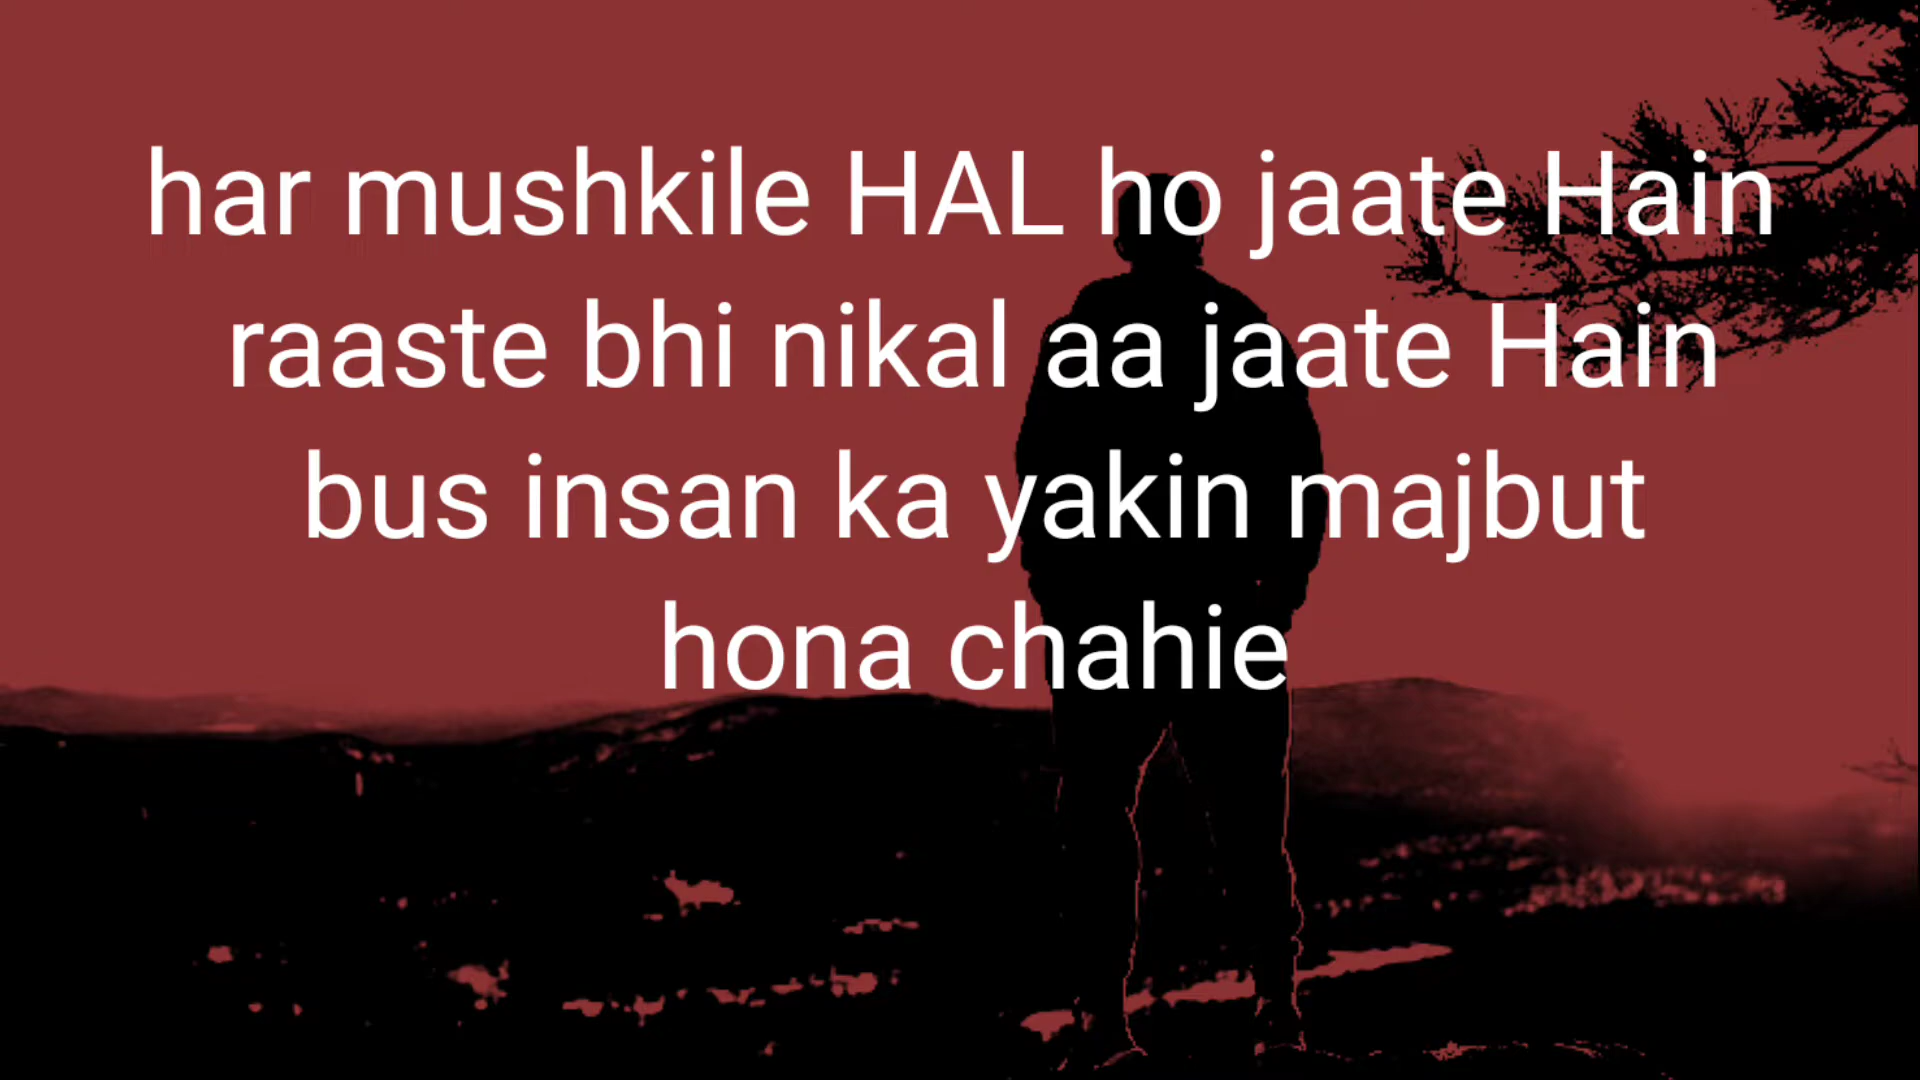 har mushkile HAL ho jaate Hain
raaste bhi nikal aa jaate Hain
bus insan ka yakin majbut
hona chahie